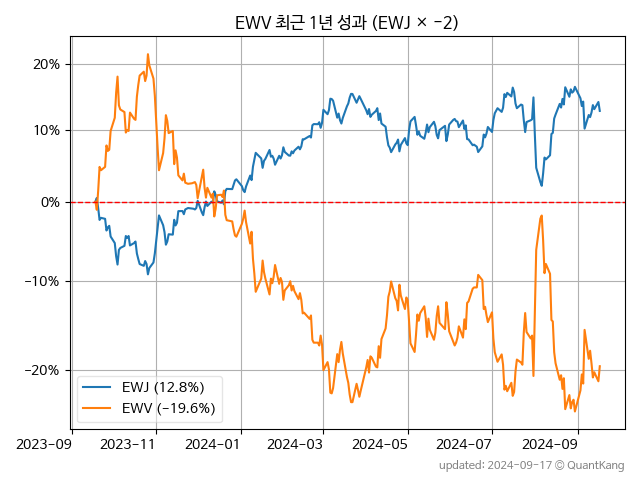 EWV 최근 1년 성과 (EWJ × −2)
20%
10%
0%
−10%
−20%
EWJ (12.8%)
EWV (−19.6%)
2023−09 2023−11 2024−01 2024−03 2024−05 2024−07 2024−09
updated: 2024-09-17 © QuantKang